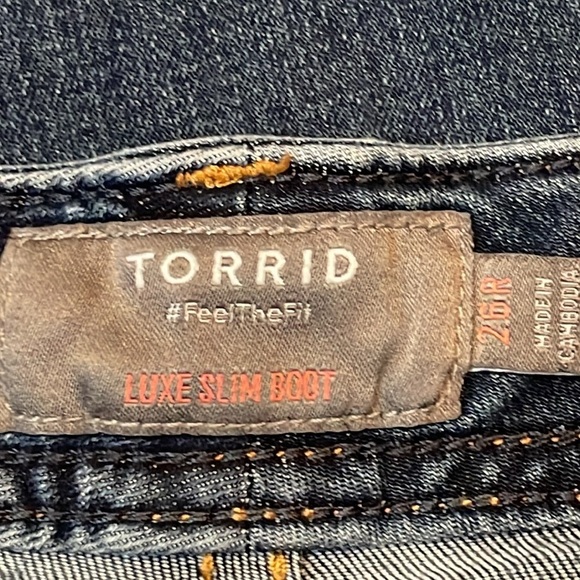 TORRID
#FeelTheFit
LUXE SLIM BOOT
26R
MADE IN
CAMBODIA